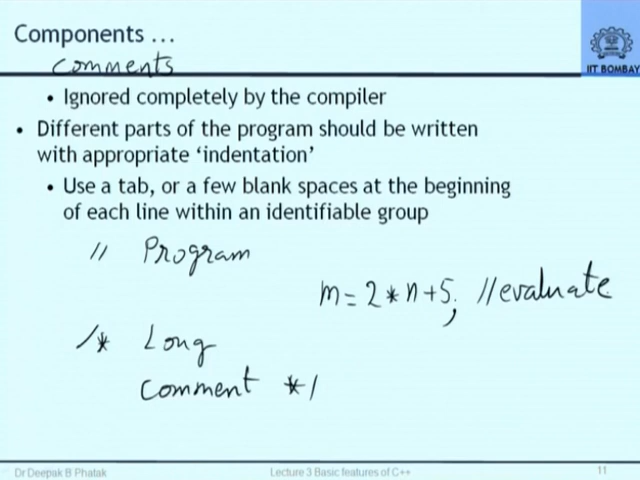 Components ...
comments
IIT BOMBAY
• Ignored completely by the compiler
• Different parts of the program should be written
with appropriate ‘indentation’
• Use a tab, or a few blank spaces at the beginning
of each line within an identifiable group
// Program
m = 2 * n + 5; //evaluate
/* Long
comment */
Dr Deepak B Phatak
Lecture 3 Basic features of C++
11